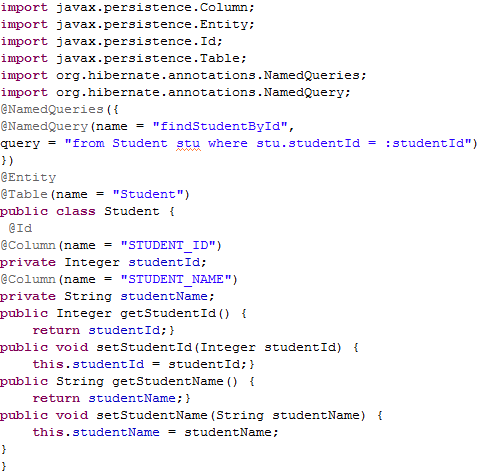 import javax.persistence.Column;
import javax.persistence.Entity;
import javax.persistence.Id;
import javax.persistence.Table;
import org.hibernate.annotations.NamedQueries;
import org.hibernate.annotations.NamedQuery;
@NamedQueries({
@NamedQuery(name = "findStudentById",
query = "from Student stu where stu.studentId = :studentId")
})
@Entity
@Table(name = "Student")
public class Student {
 @Id
@Column(name = "STUDENT_ID")
private Integer studentId;
@Column(name = "STUDENT_NAME")
private String studentName;
public Integer getStudentId() {
    return studentId;}
public void setStudentId(Integer studentId) {
    this.studentId = studentId;}
public String getStudentName() {
    return studentName;}
public void setStudentName(String studentName) {
    this.studentName = studentName;
}
}